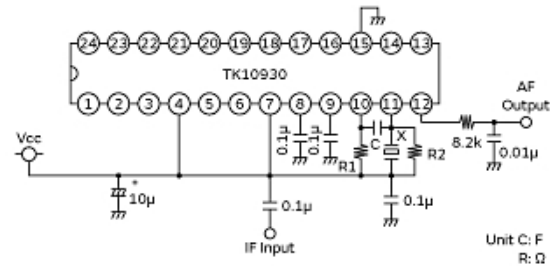 24 23 22 21 20 19 18 17 16 15 14 13
TK10930
1 2 3 4 5 6 7 8 9 10 11 12
AF
Output
Vcc
0.1μ
0.1μ
C
X
R1
R2
8.2k
0.01μ
+
10μ
0.1μ
0.1μ
IF Input
Unit C: F
R: Ω